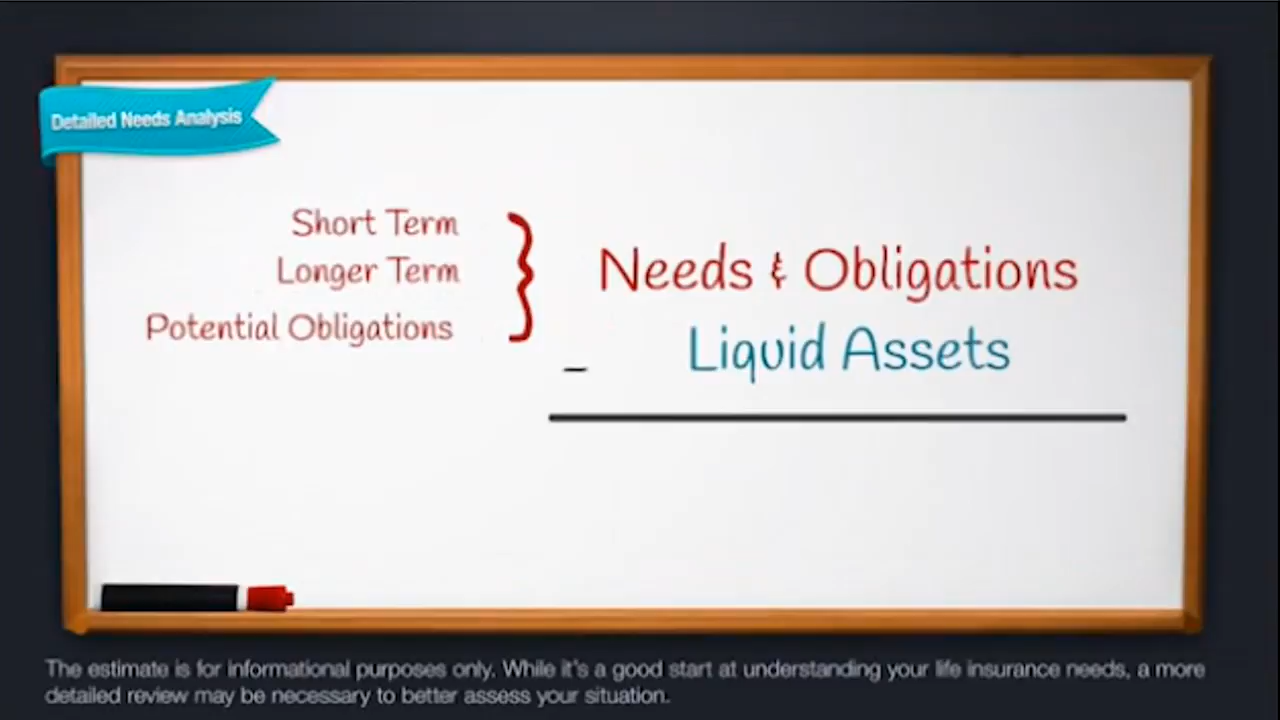 Detailed Needs Analysis
Short Term
Longer Term
Potential Obligations
Needs & Obligations
- Liquid Assets
The estimate is for informational purposes only. While it's a good start at understanding your life insurance needs, a more
detailed review may be necessary to better assess your situation.